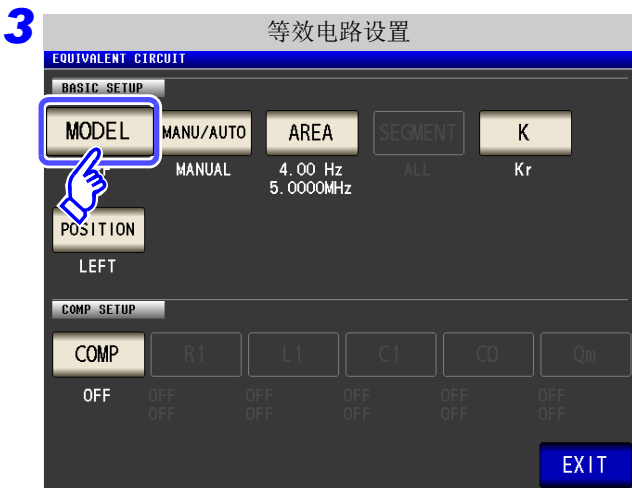 3
等效电路设置
EQUIVALENT CIRCUIT
BASIC SETUP
MODEL MANU/AUTO AREA SEGMENT K
MANUAL 4.00 Hz ALL Kr
5.0000MHz
POSITION
LEFT
COMP SETUP
COMP R1 L1 C1 C0 Qm
OFF OFF OFF OFF OFF OFF
OFF OFF OFF OFF OFF
EXIT